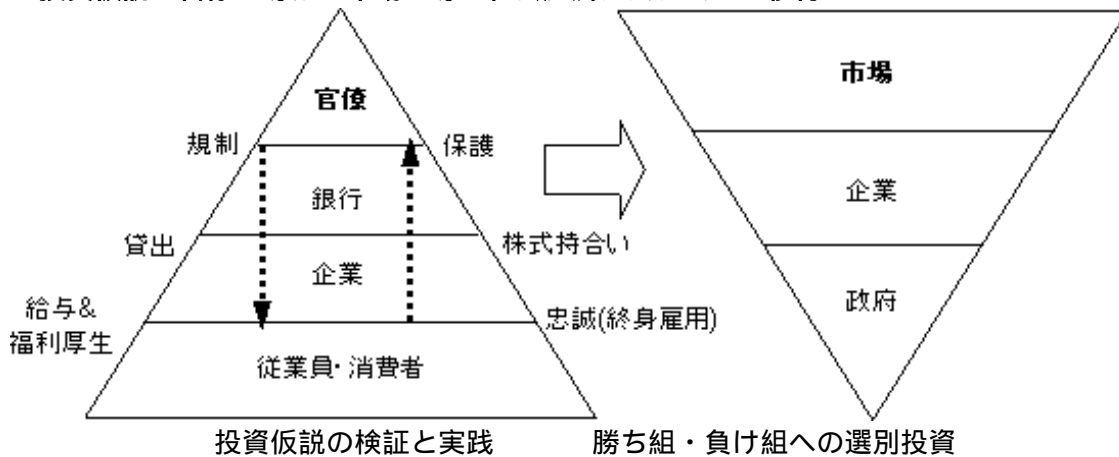 官僚
規制
保護
銀行
貸出
株式持合い
企業
給与&
福利厚生
忠誠(終身雇用)
従業員・消費者
市場
企業
政府
投資仮説の検証と実践
勝ち組・負け組への選別投資